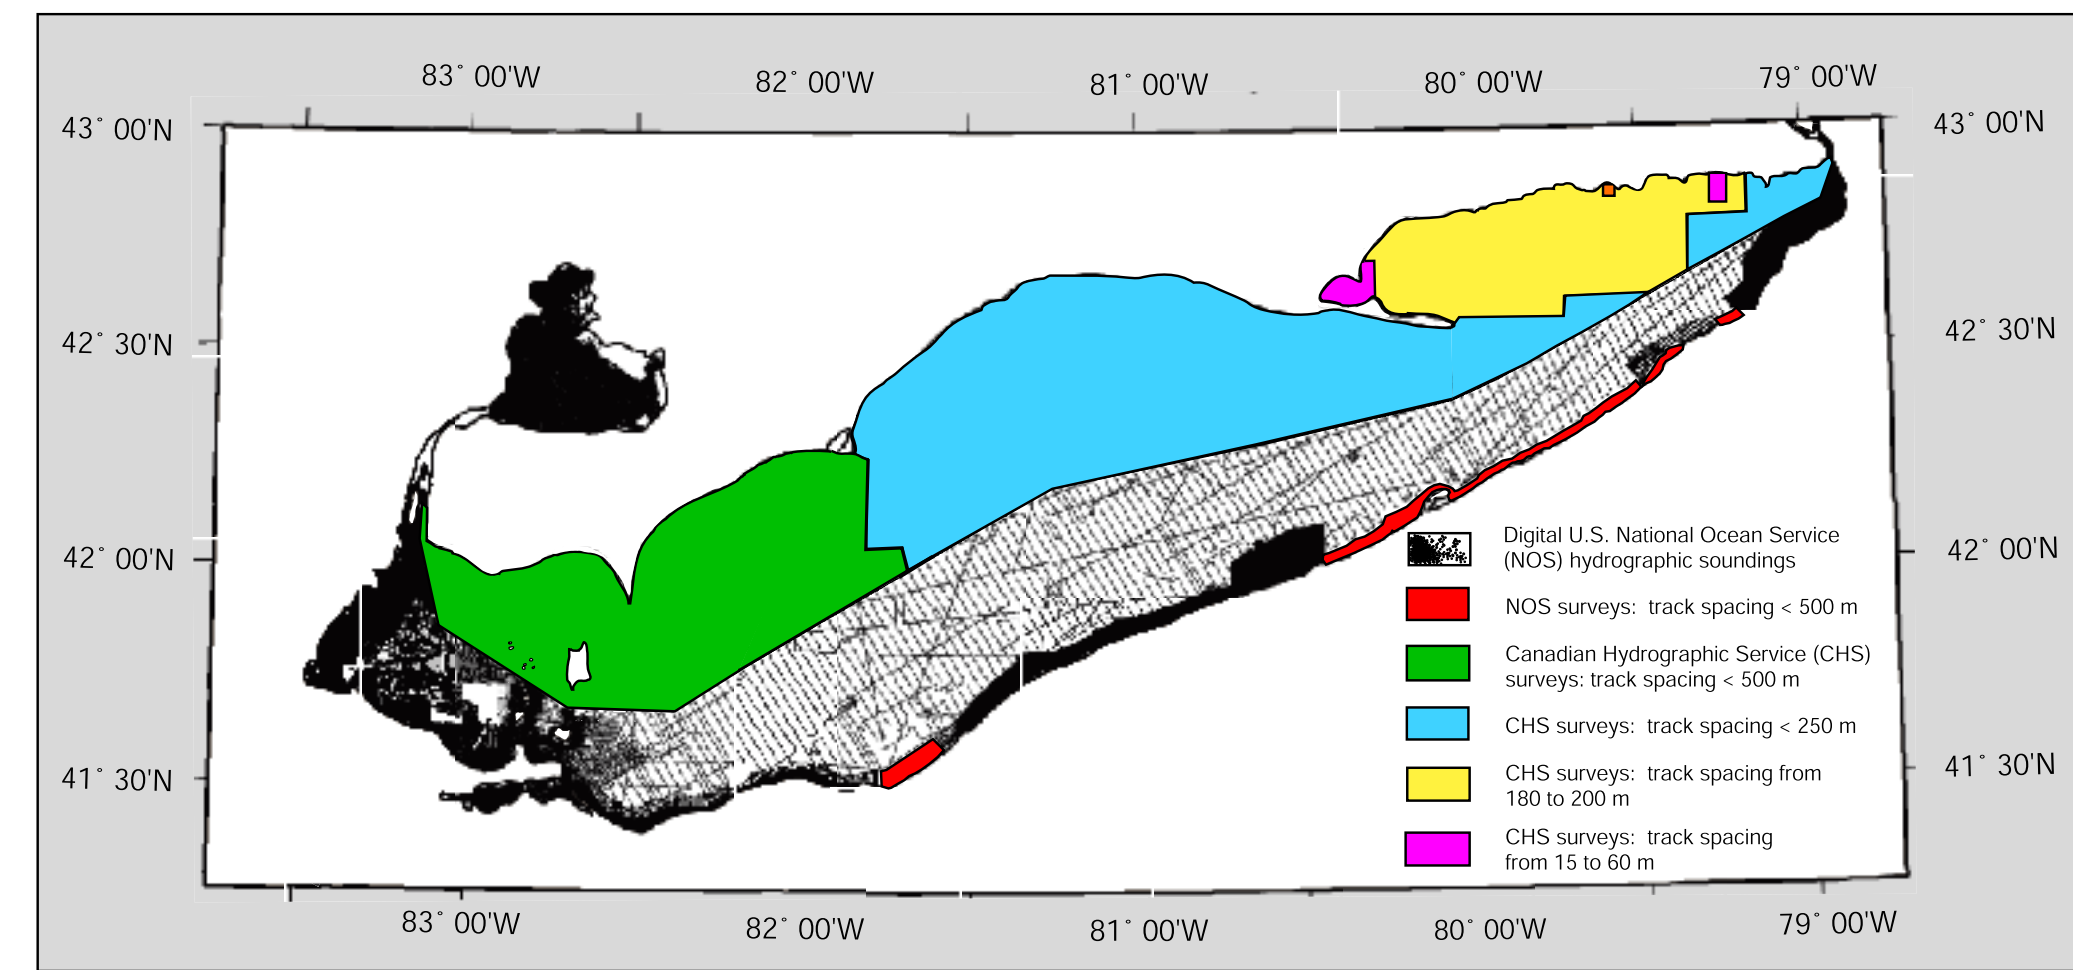 83° 00'W
82° 00'W
81° 00'W
80° 00'W
79° 00'W
43° 00'N
43° 00'N
42° 30'N
42° 30'N
42° 00'N
42° 00'N
41° 30'N
41° 30'N
Digital U.S. National Ocean Service
(NOS) hydrographic soundings
NOS surveys: track spacing < 500 m
Canadian Hydrographic Service (CHS)
surveys: track spacing < 500 m
CHS surveys: track spacing < 250 m
CHS surveys: track spacing from
180 to 200 m
CHS surveys: track spacing
from 15 to 60 m
83° 00'W
82° 00'W
81° 00'W
80° 00'W
79° 00'W